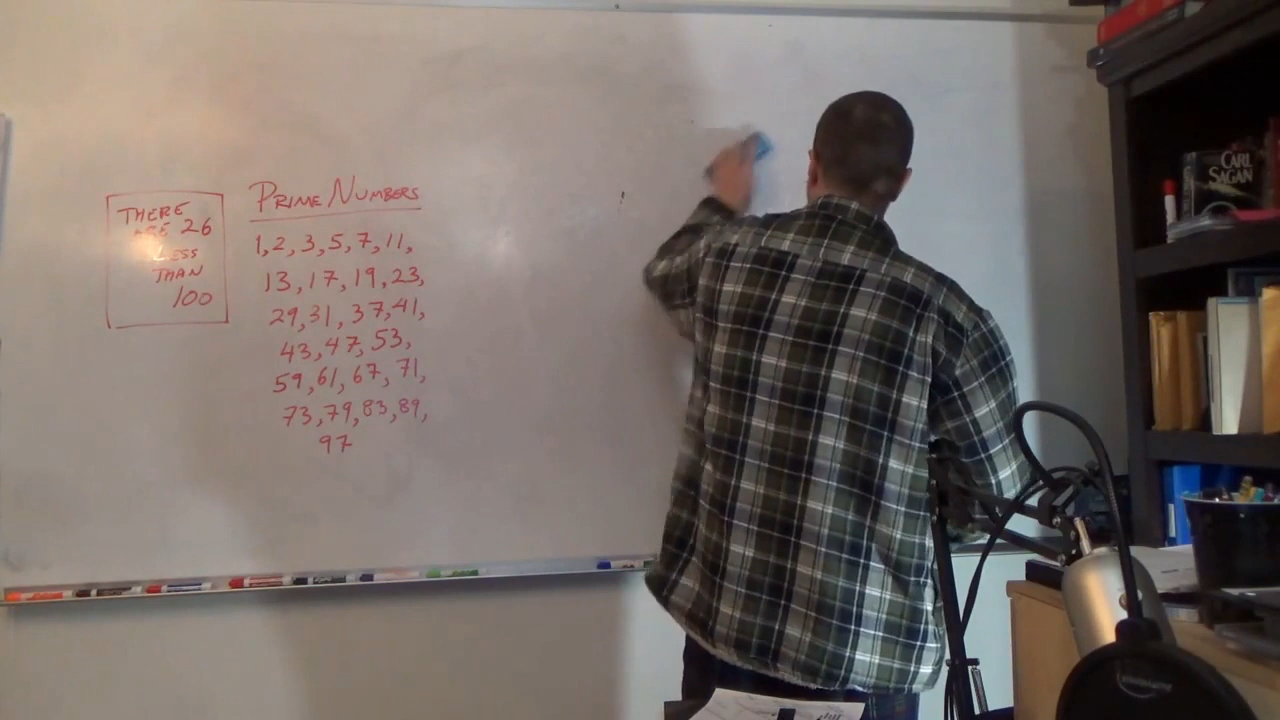 THERE
ARE 26
LESS
THAN
100
PRIME NUMBERS
1, 2, 3, 5, 7, 11,
13, 17, 19, 23,
29, 31, 37, 41,
43, 47, 53,
59, 61, 67, 71,
73, 79, 83, 89,
97
CARL
SAGAN